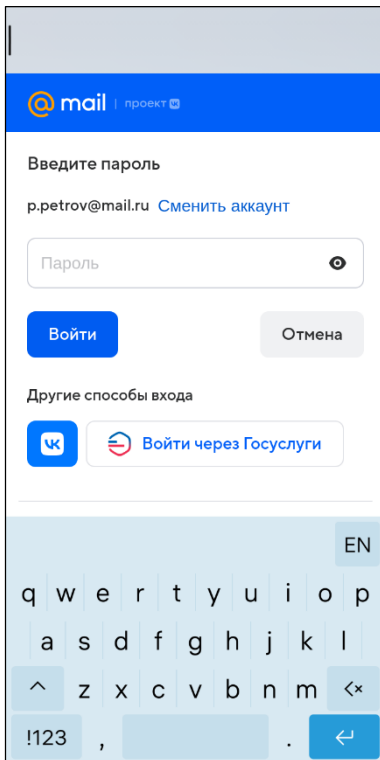 @ mail | проект
Введите пароль
p.petrov@mail.ru Сменить аккаунт
Пароль
Войти Отмена
Другие способы входа
Войти через Госуслуги
EN
q w e r t y u i o p
a s d f g h j k l
z x c v b n m
!123 , .